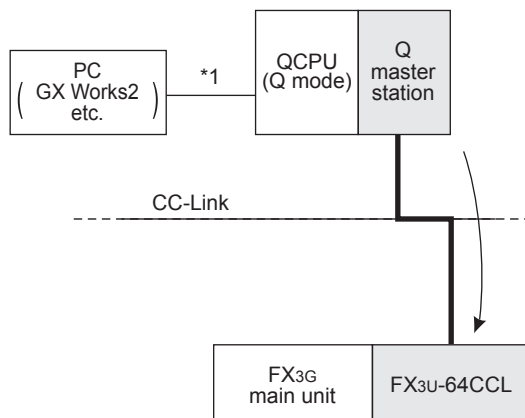 PC
( GX Works2 )
etc.
*1
QCPU
(Q mode)
Q
master
station
CC-Link
FX3G
main unit
FX3U-64CCL